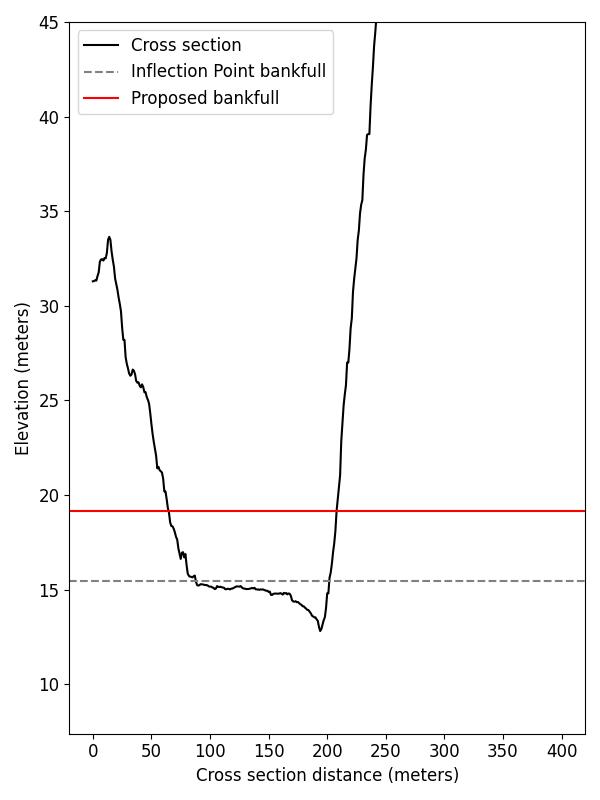 Cross section
Inflection Point bankfull
Proposed bankfull
45
40
35
30
25
20
15
10
Elevation (meters)
0 50 100 150 200 250 300 350 400
Cross section distance (meters)